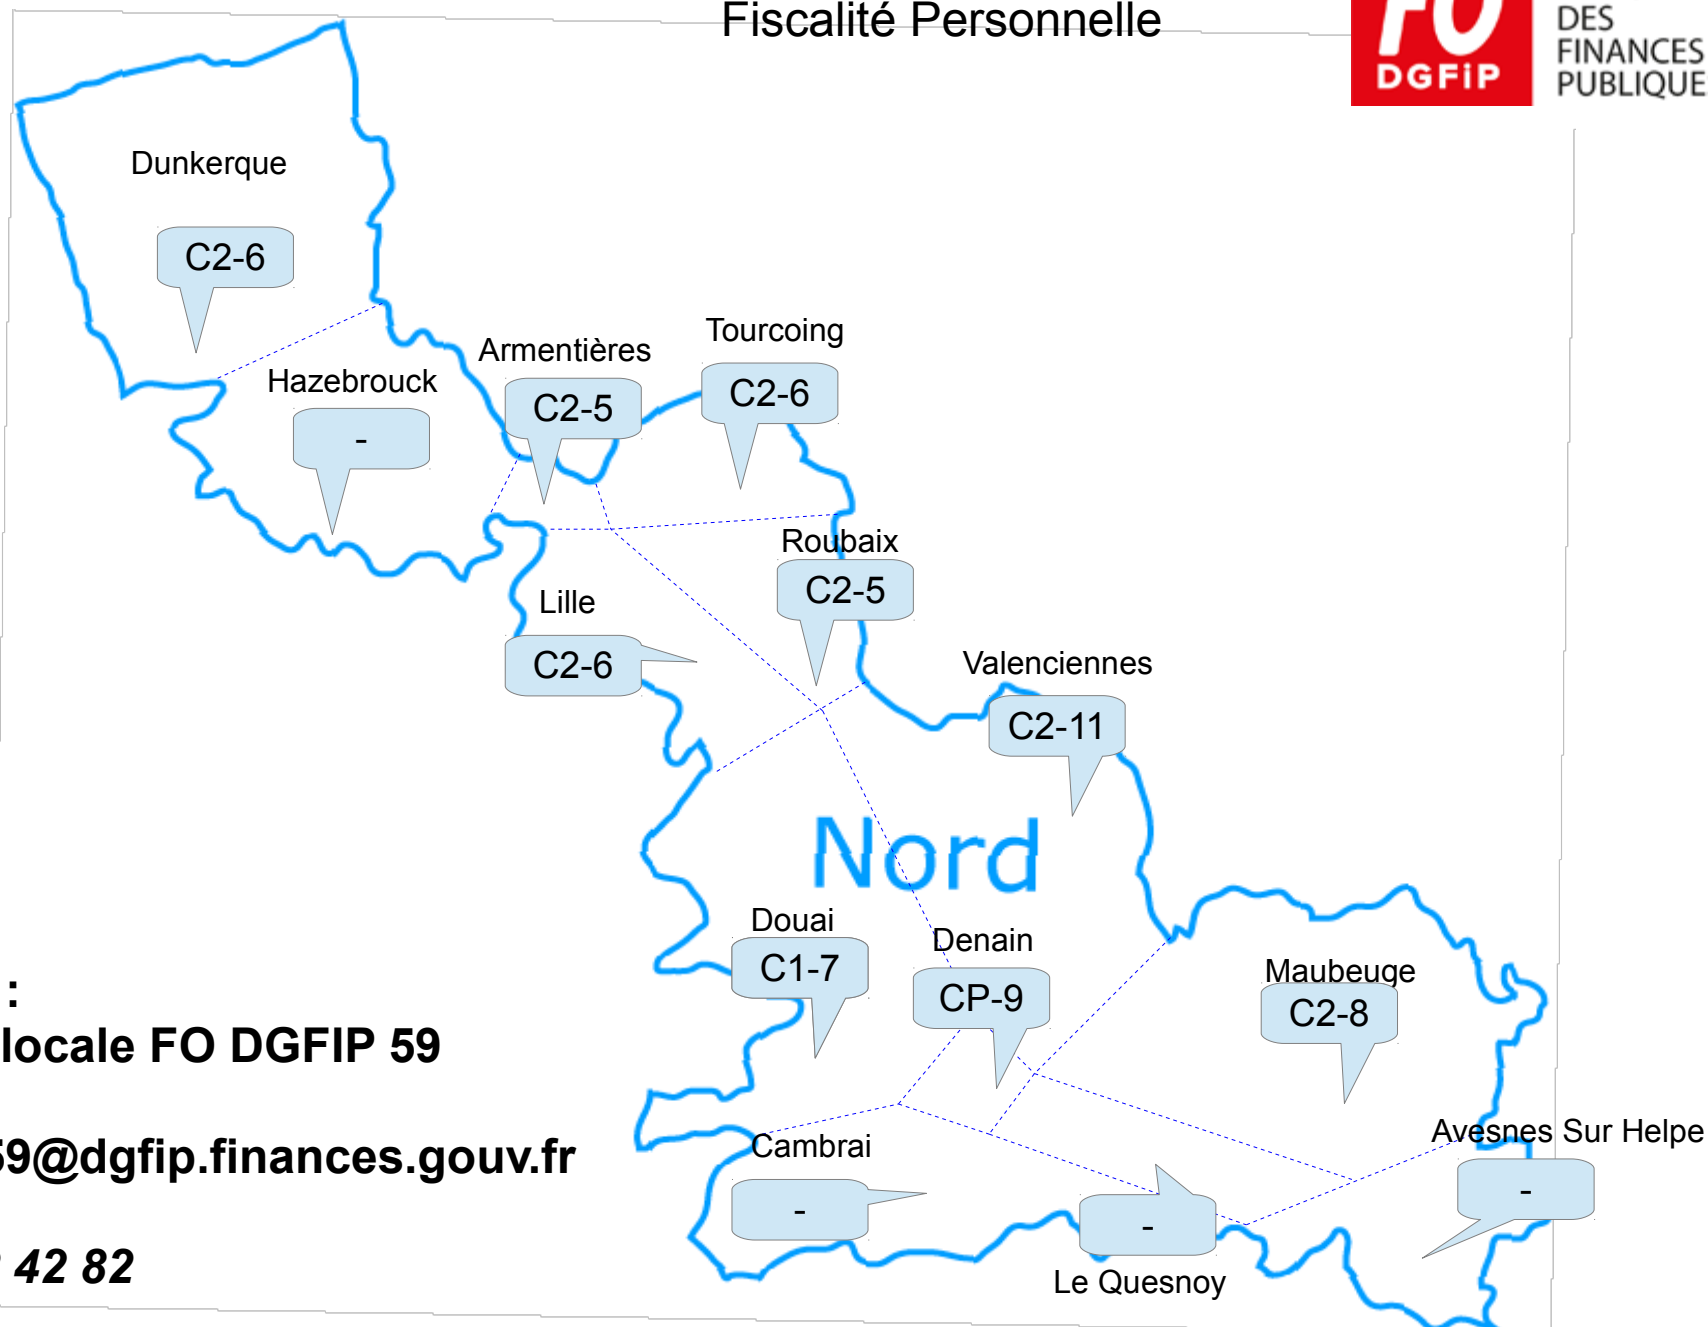 Fiscalité Personnelle
FO
DGFiP
DES
FINANCES
PUBLIQUE
Dunkerque
C2-6
Tourcoing
C2-6
Armentières
C2-5
Hazebrouck
-
Roubaix
C2-5
Lille
C2-6
Valenciennes
C2-11
Nord
Douai
C1-7
Denain
CP-9
Maubeuge
C2-8
:
locale FO DGFIP 59
59@dgfip.finances.gouv.fr
42 82
Avesnes Sur Helpe
-
Cambrai
-
-
Le Quesnoy